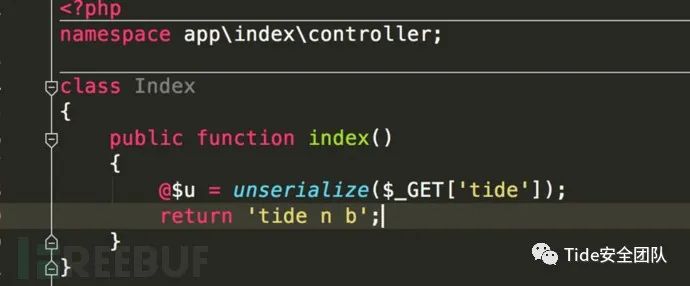 <?php
namespace app\index\controller;
class Index
{
public function index()
{
@$u = unserialize($_GET['tide']);
return 'tide n b';
}
}
REEBUF
Tide安全团队